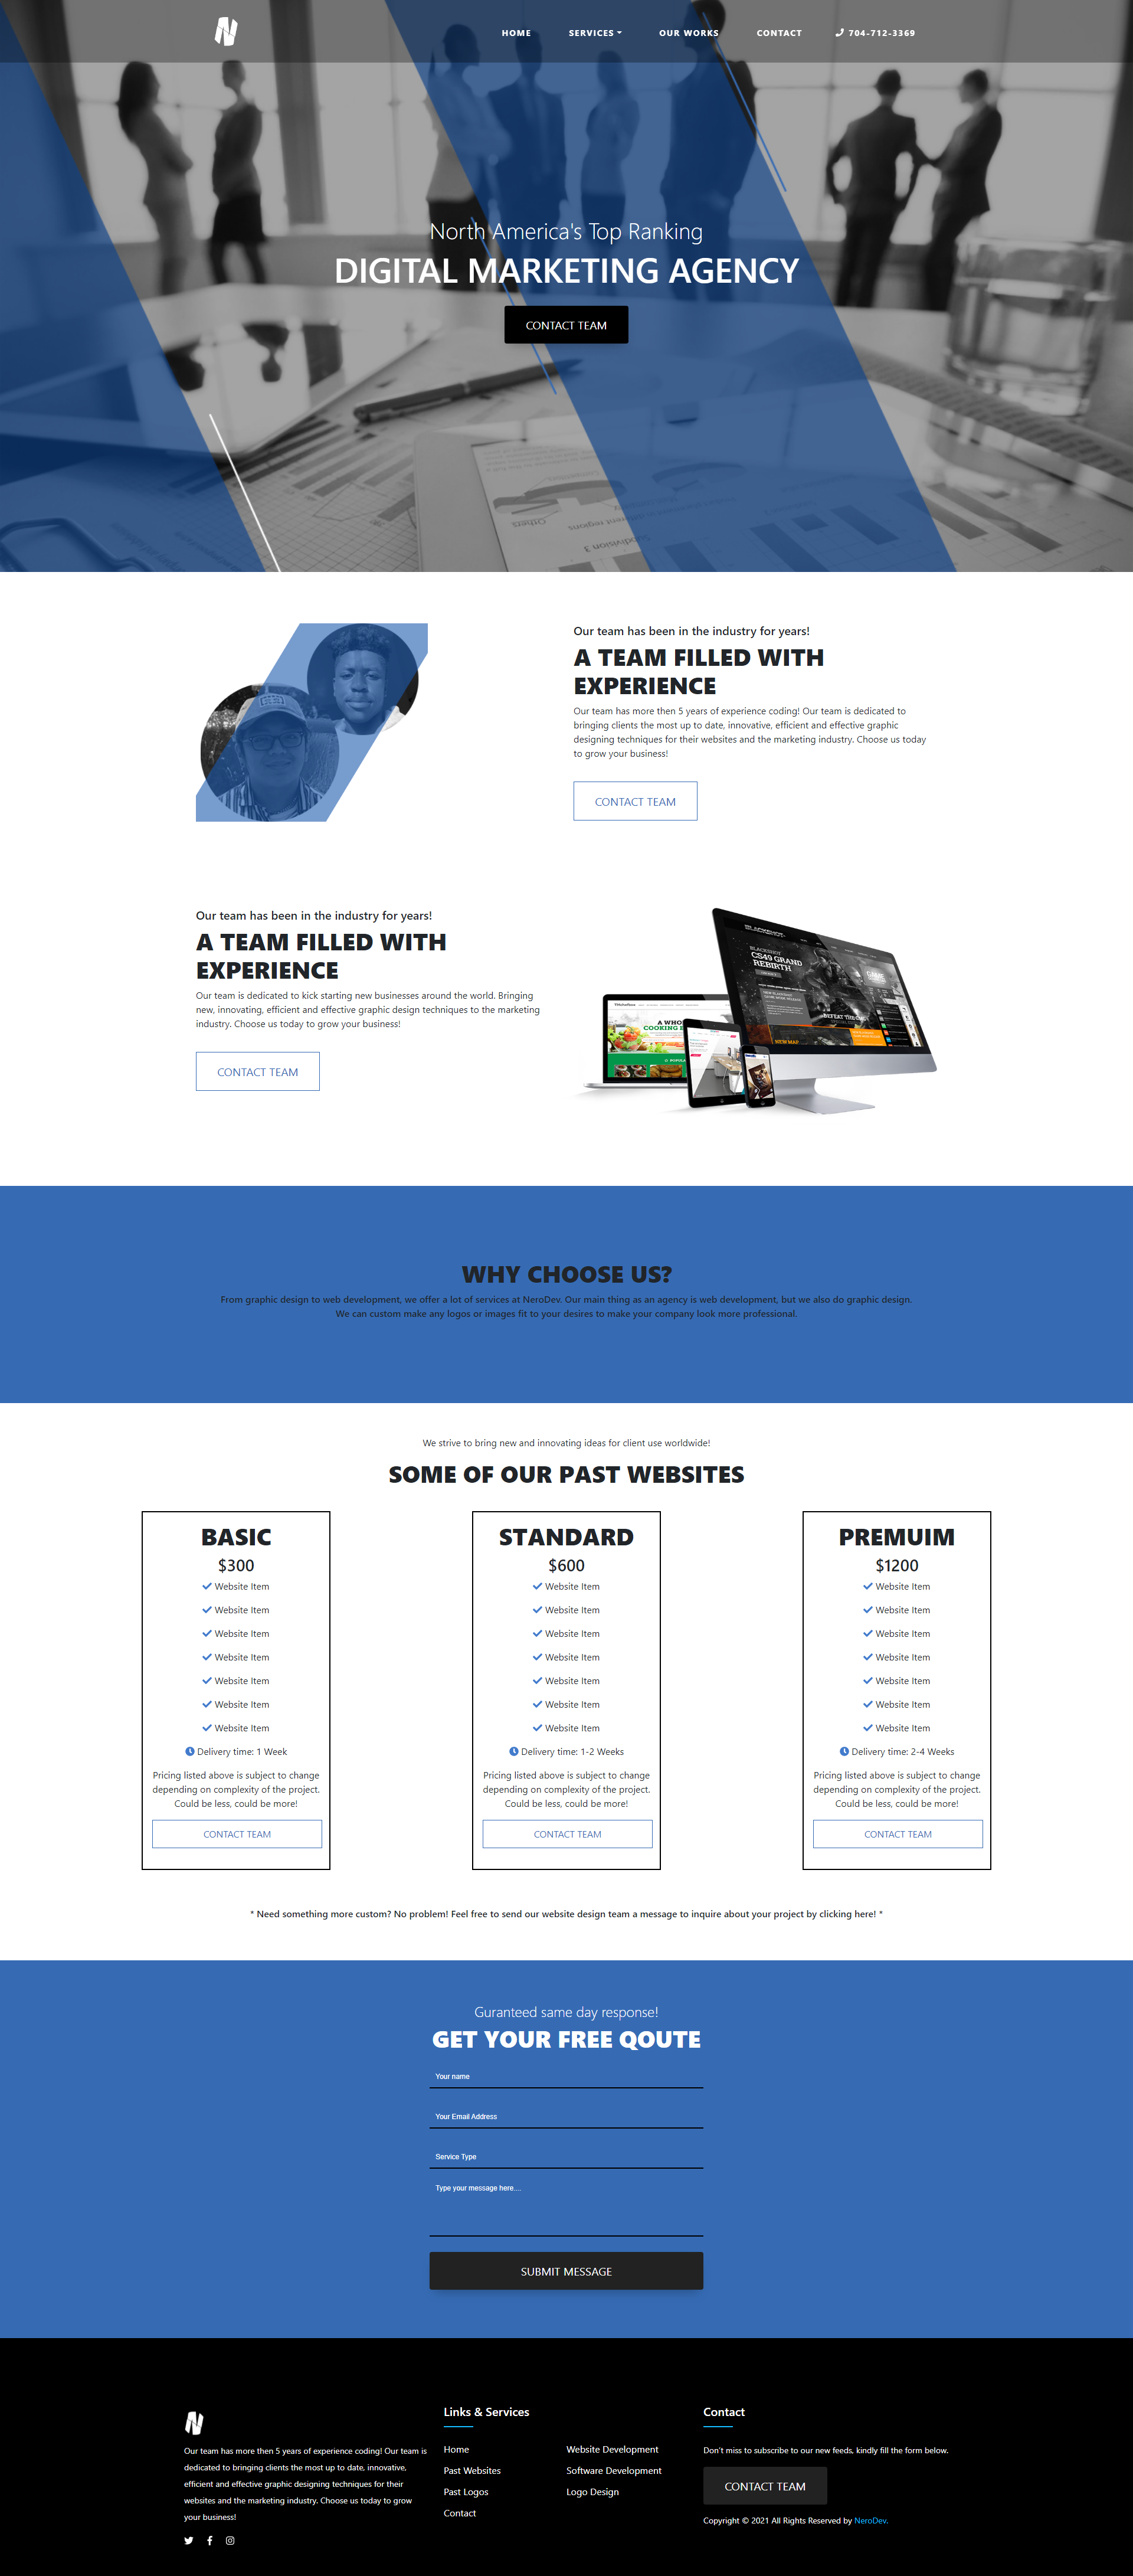 HOME SERVICES OUR WORKS CONTACT 704-712-3369
North America's Top Ranking
DIGITAL MARKETING AGENCY
CONTACT TEAM
Others
Our team has been in the industry for years!
A TEAM FILLED WITH
EXPERIENCE
Our team has more then 5 years of experience coding! Our team is dedicated to
bringing clients the most up to date, innovative, efficient and effective graphic
designing techniques for their websites and the marketing industry. Choose us today
to grow your business!
CONTACT TEAM
Our team has been in the industry for years!
A TEAM FILLED WITH
EXPERIENCE
Our team is dedicated to kick starting new businesses around the world. Bringing
new, innovating, efficient and effective graphic design techniques to the marketing
industry. Choose us today to grow your business!
CONTACT TEAM
BLACKSHOT
CS49 GRAND
REBIRTH
VIEW MAP
WHY CHOOSE US?
From graphic design to web development, we offer a lot of services at NeroDev. Our main thing as an agency is web development, but we also do graphic design.
We can custom make any logos or images fit to your desires to make your company look more professional.
We strive to bring new and innovating ideas for client use worldwide!
SOME OF OUR PAST WEBSITES
BASIC
$300
Website Item
Website Item
Website Item
Website Item
Website Item
Website Item
Website Item
Delivery time: 1 Week
Pricing listed above is subject to change
depending on complexity of the project.
Could be less, could be more!
CONTACT TEAM
STANDARD
$600
Website Item
Website Item
Website Item
Website Item
Website Item
Website Item
Website Item
Delivery time: 1-2 Weeks
Pricing listed above is subject to change
depending on complexity of the project.
Could be less, could be more!
CONTACT TEAM
PREMUIM
$1200
Website Item
Website Item
Website Item
Website Item
Website Item
Website Item
Website Item
Delivery time: 2-4 Weeks
Pricing listed above is subject to change
depending on complexity of the project.
Could be less, could be more!
CONTACT TEAM
* Need something more custom? No problem! Feel free to send our website design team a message to inquire about your project by clicking here! *
Guranteed same day response!
GET YOUR FREE QOUTE
Your name
Your Email Address
Service Type
Type your message here....
SUBMIT MESSAGE
Our team has more then 5 years of experience coding! Our team is
dedicated to bringing clients the most up to date, innovative,
efficient and effective graphic designing techniques for their
websites and the marketing industry. Choose us today to grow
your business!
Links & Services
Home
Past Websites
Past Logos
Contact
Website Development
Software Development
Logo Design
Contact
Don't miss to subscribe to our new feeds, kindly fill the form below.
CONTACT TEAM
Copyright © 2021 All Rights Reserved by NeroDev.